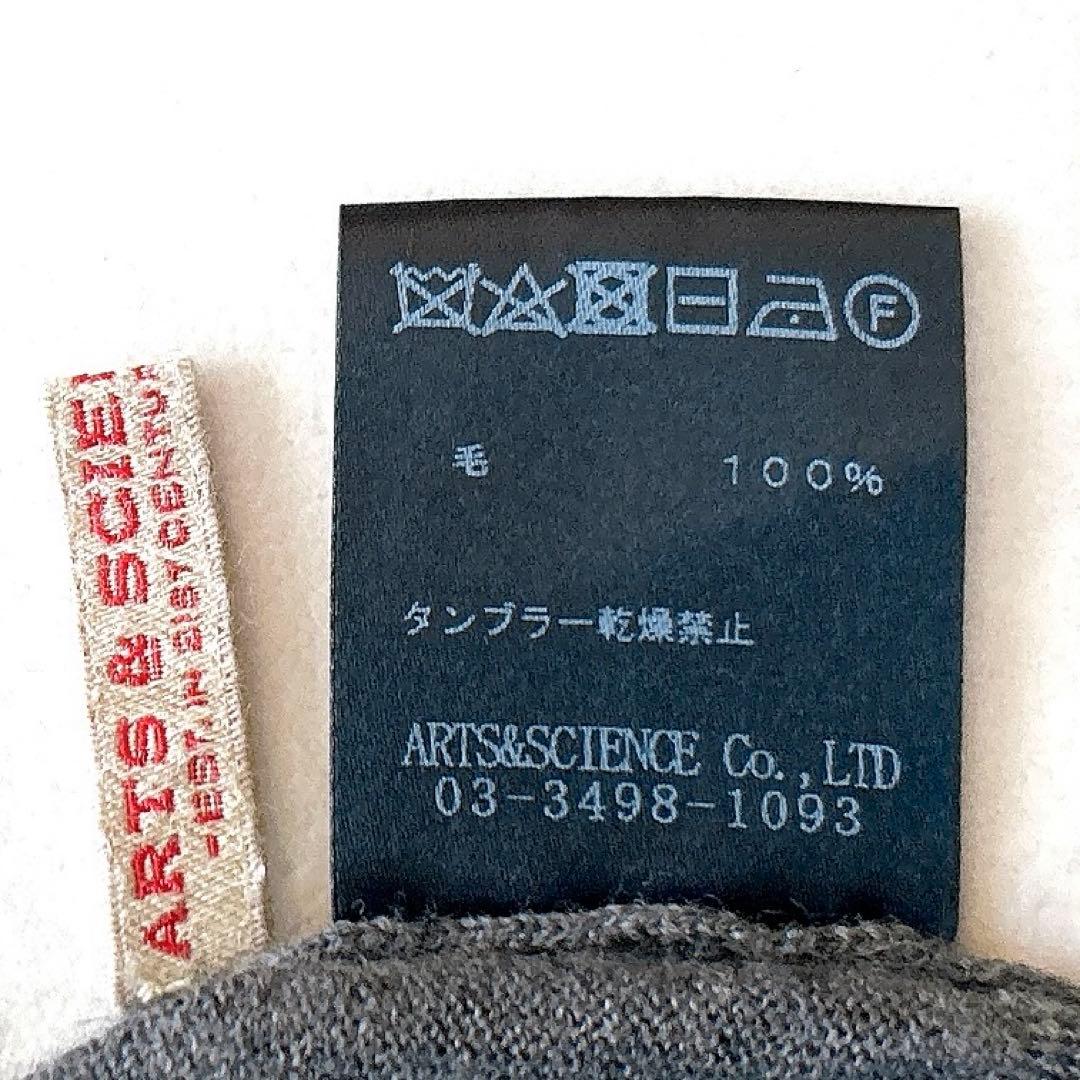 ARTS & SCIE
-EST. IN 21ST CENTUR
F
毛 100%
タンブラー乾燥禁止
ARTS&SCIENCE Co.,LTD
03-3498-1093